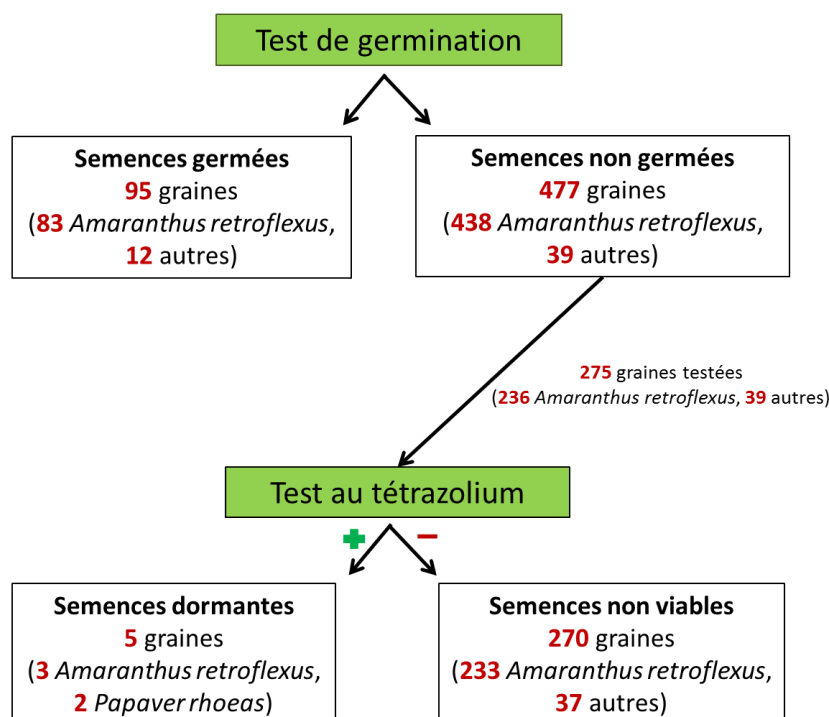 Test de germination
Semences germées
95 graines
(83 Amaranthus retroflexus,
12 autres)
Semences non germées
477 graines
(438 Amaranthus retroflexus,
39 autres)
275 graines testées
(236 Amaranthus retroflexus, 39 autres)
Test au tétrazolium
Semences dormantes
5 graines
(3 Amaranthus retroflexus,
2 Papaver rhoeas)
Semences non viables
270 graines
(233 Amaranthus retroflexus,
37 autres)